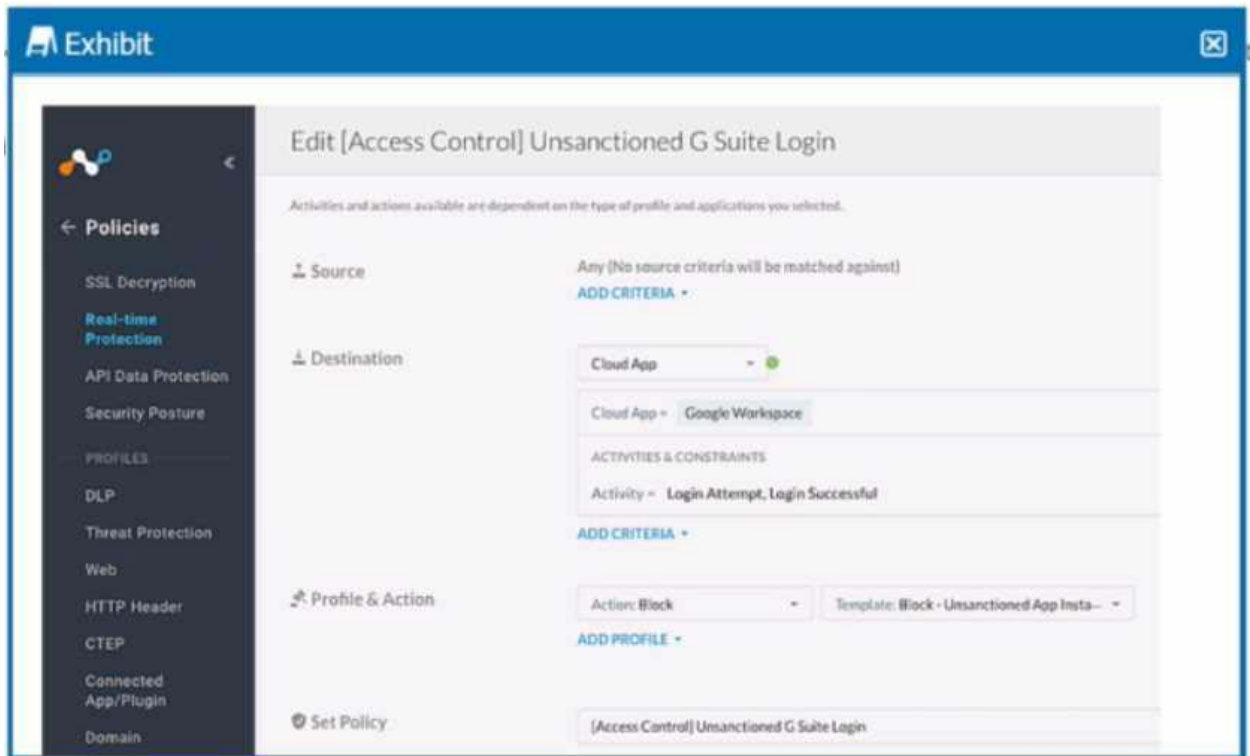 Exhibit
Edit [Access Control] Unsanctioned G Suite Login
Activities and actions available are dependent on the type of profile and applications you selected.
Policies
SSL Decryption
Real-time
Protection
API Data Protection
Security Posture
PROFILES
DLP
Threat Protection
Web
HTTP Header
CTEP
Connected
App/Plugin
Domain
Source
Any (No source criteria will be matched against)
ADD CRITERIA
Destination
Cloud App
Cloud App = Google Workspace
ACTIVITIES & CONSTRAINTS
Activity = Login Attempt, Login Successful
ADD CRITERIA
Profile & Action
Action: Block
Template: Block - Unsanctioned App Insta...
ADD PROFILE
Set Policy
[Access Control] Unsanctioned G Suite Login